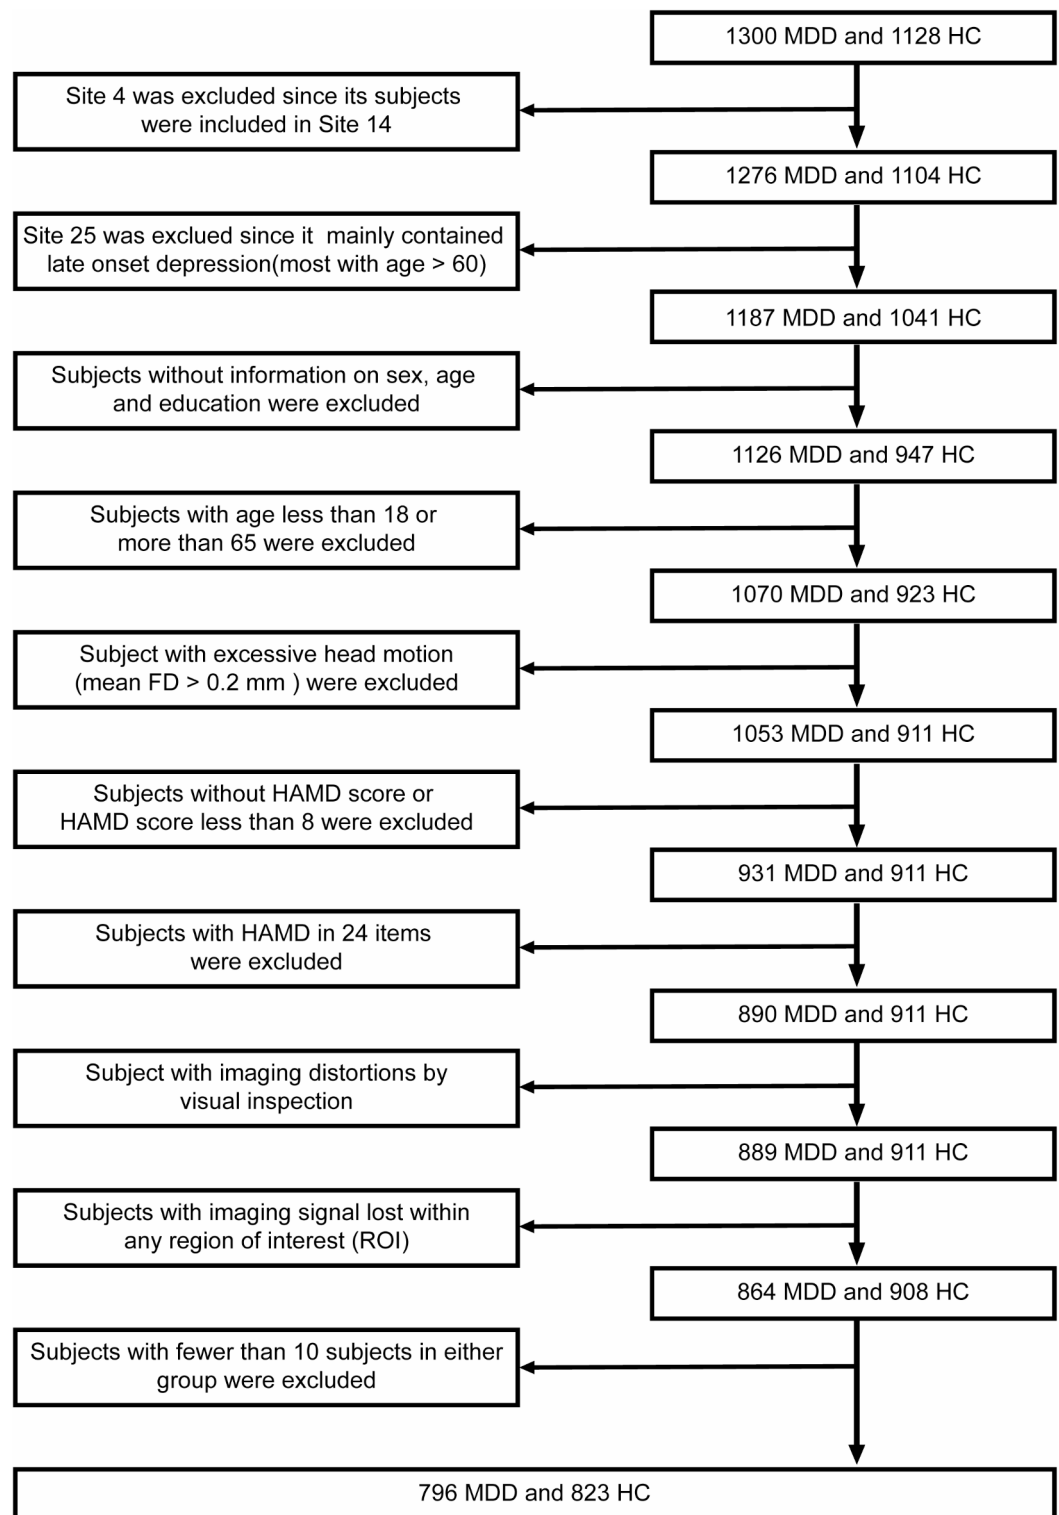 1300 MDD and 1128 HC
Site 4 was excluded since its subjects
were included in Site 14
1276 MDD and 1104 HC
Site 25 was exclued since it  mainly contained
late onset depression(most with age > 60)
1187 MDD and 1041 HC
Subjects without information on sex, age
and education were excluded
1126 MDD and 947 HC
Subjects with age less than 18 or
more than 65 were excluded
1070 MDD and 923 HC
Subject with excessive head motion
(mean FD > 0.2 mm ) were excluded
1053 MDD and 911 HC
Subjects without HAMD score or
HAMD score less than 8 were excluded
931 MDD and 911 HC
Subjects with HAMD in 24 items
were excluded
890 MDD and 911 HC
Subject with imaging distortions by
visual inspection
889 MDD and 911 HC
Subjects with imaging signal lost within
any region of interest (ROI)
864 MDD and 908 HC
Subjects with fewer than 10 subjects in either
group were excluded
796 MDD and 823 HC